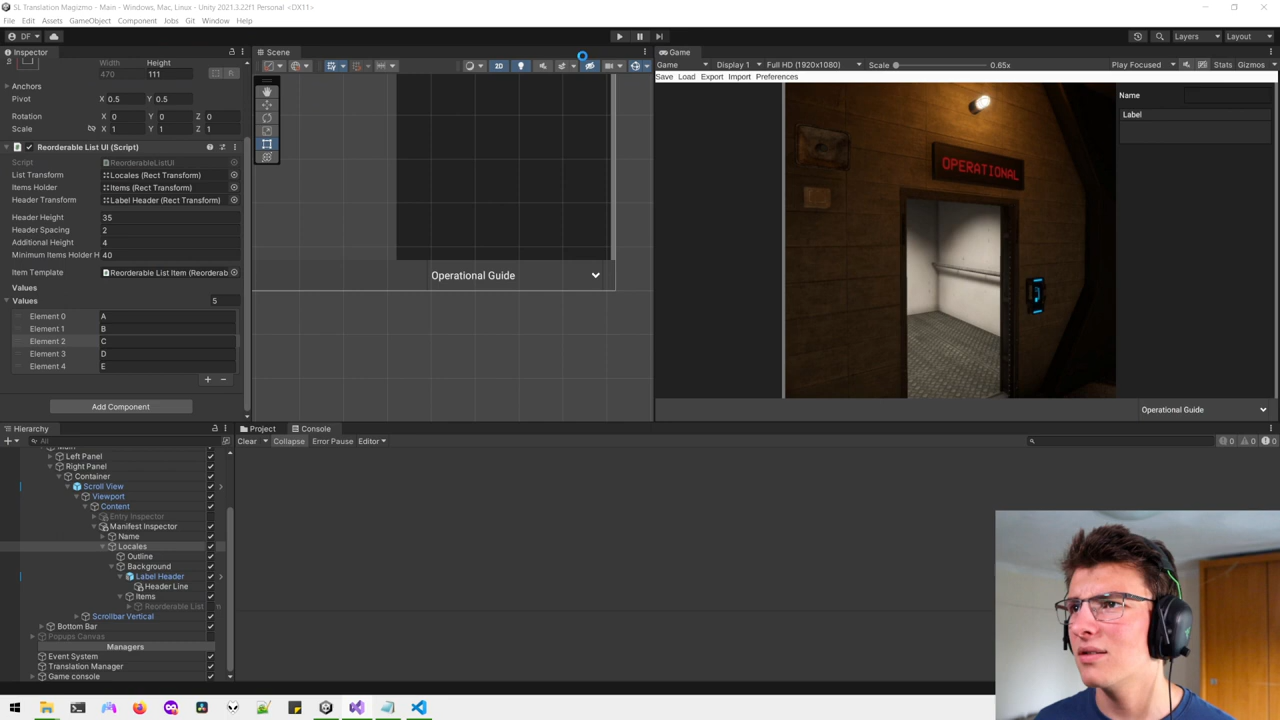 SL Translation Magizmo - Main - Windows, Mac, Linux - Unity 2021.3.22f1 Personal* <DX11>
File Edit Assets GameObject Component Jobs Git Window Help
DF
Layers Layout
Inspector
Width Height
470 111
Anchors
Pivot X 0.5 Y 0.5
Rotation X 0 Y 0 Z 0
Scale X 1 Y 1 Z 1
Reorderable List UI (Script)
Script ReorderableListUI
List Transform Locales (Rect Transform)
Items Holder Items (Rect Transform)
Header Transform Label Header (Rect Transform)
Header Height 35
Header Spacing 2
Additional Height 4
Minimum Items Holder H 40
Item Template Reorderable List Item (Reorderab
Values
Values 5
Element 0 A
Element 1 B
Element 2 C
Element 3 D
Element 4 E
+ -
Add Component
Scene
2D
Operational Guide
Game
Game Display 1 Full HD (1920x1080) Scale 0.65x Play Focused Stats Gizmos
Save Load Export Import Preferences
OPERATIONAL
Name
Label
Operational Guide
Hierarchy
+ All
Left Panel
Right Panel
Container
Scroll View
Viewport
Content
Entry Inspector
Manifest Inspector
Name
Locales
Outline
Background
Label Header
Header Line
Items
Reorderable List
Scrollbar Vertical
Bottom Bar
Popups Canvas
Managers
Event System
Translation Manager
Game console
Project Console
Clear Collapse Error Pause Editor
0 0 0